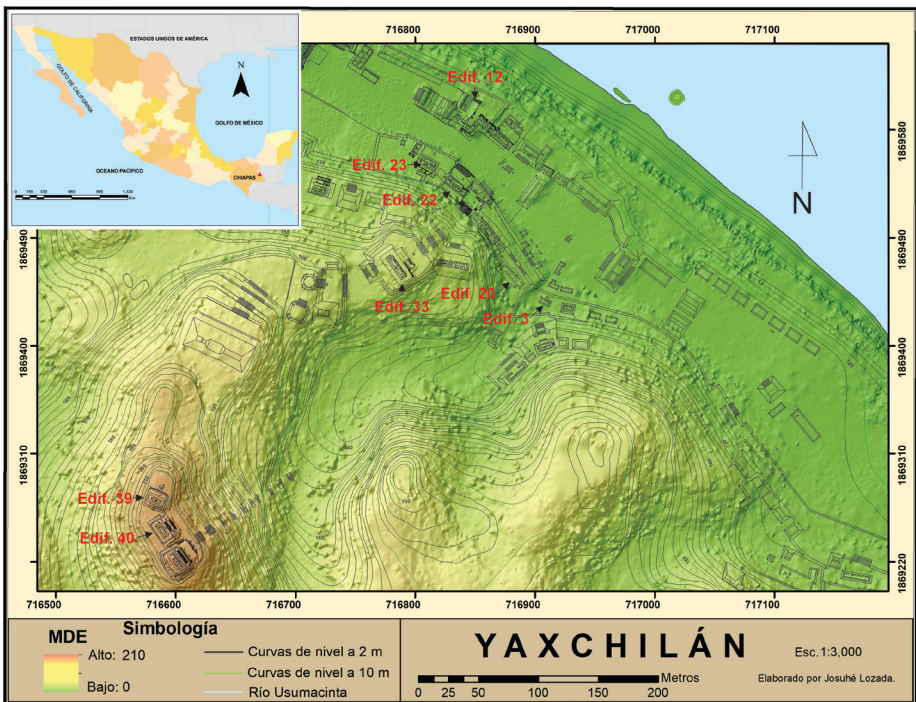 716800
716900
717000
717100
ESTADOS UNIDOS DE AMÉRICA
N
GOLFO DE CALIFORNIA
GOLFO DE MÉXICO
OCEANO PACÍFICO
CHIAPAS
Edif. 12
Edif. 23
Edif. 22
Edif. 33
Edif. 20
Edif. 3
Edif. 39
Edif. 40
N
1869580
1869490
1869400
1869310
1869220
1869400
1869310
1869220
716500
716600
716700
716800
716900
717000
717100
Simbología
MDE
Alto: 210
Bajo: 0
Curvas de nivel a 2 m
Curvas de nivel a 10 m
Río Usumacinta
YAXCHILÁN
Esc.1:3,000
Metros
0 25 50 100 150 200
Elaborado por Josuhé Lozada.